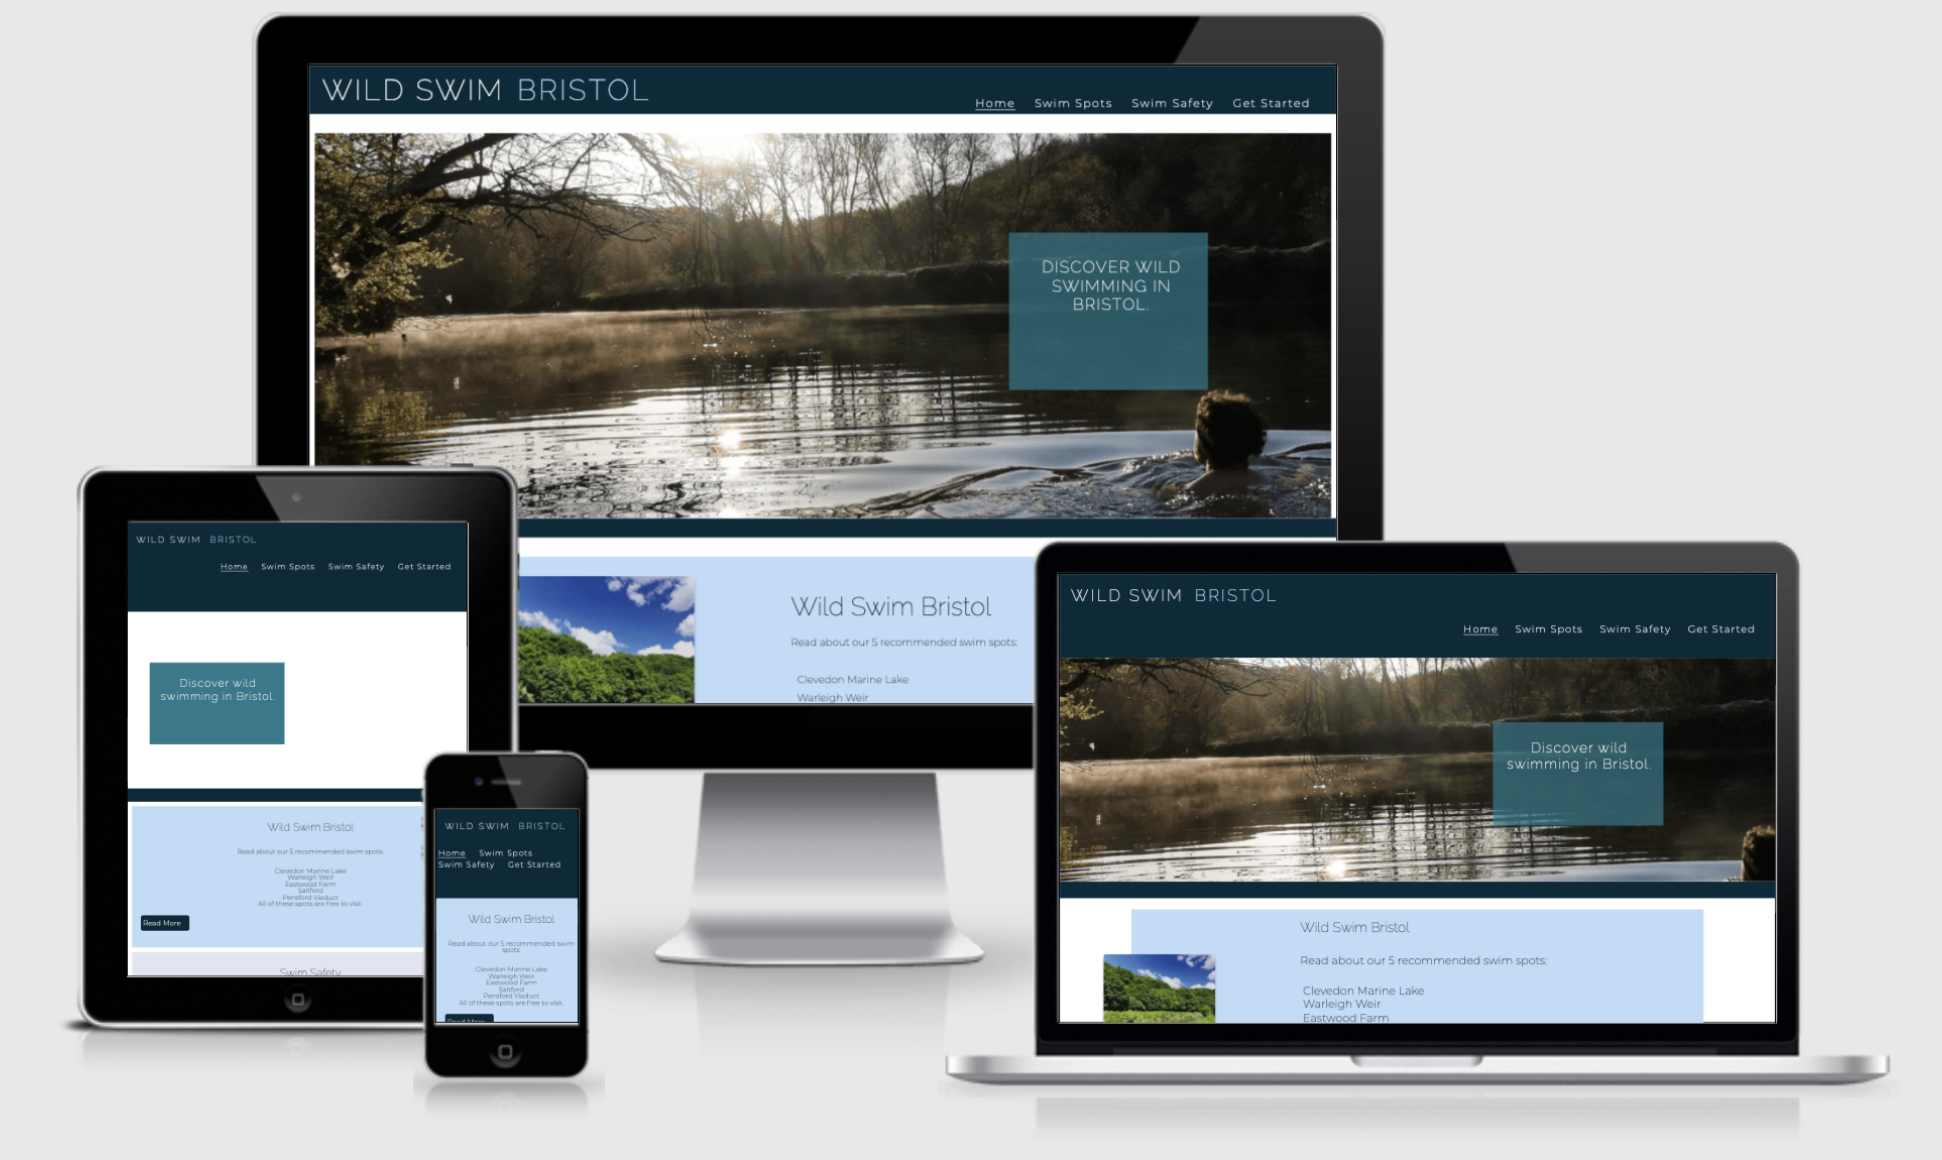 WILD SWIM BRISTOL
Home Swim Spots Swim Safety Get Started
DISCOVER WILD
SWIMMING IN
BRISTOL.
Wild Swim Bristol
Read about our 5 recommended swim spots:
Clevedon Marine Lake
Warleigh Weir
WILD SWIM BRISTOL
Home Swim Spots Swim Safety Get Started
Discover wild
swimming in Bristol.
Wild Swim Bristol
Read about our 5 recommended swim spots:
Clevedon Marine Lake
Warleigh Weir
Eastwood Farm
Saltford
Pensford Viaduct
All of these spots are free to visit.
Read More
Swim Safety
WILD SWIM BRISTOL
Home Swim Spots
Swim Safety Get Started
Wild Swim Bristol
Read about our 5 recommended swim
spots:
Clevedon Marine Lake
Warleigh Weir
Eastwood Farm
Saltford
Pensford Viaduct
All of these spots are free to visit.
Read More
WILD SWIM BRISTOL
Home Swim Spots Swim Safety Get Started
Discover wild
swimming in Bristol.
Wild Swim Bristol
Read about our 5 recommended swim spots:
Clevedon Marine Lake
Warleigh Weir
Eastwood Farm